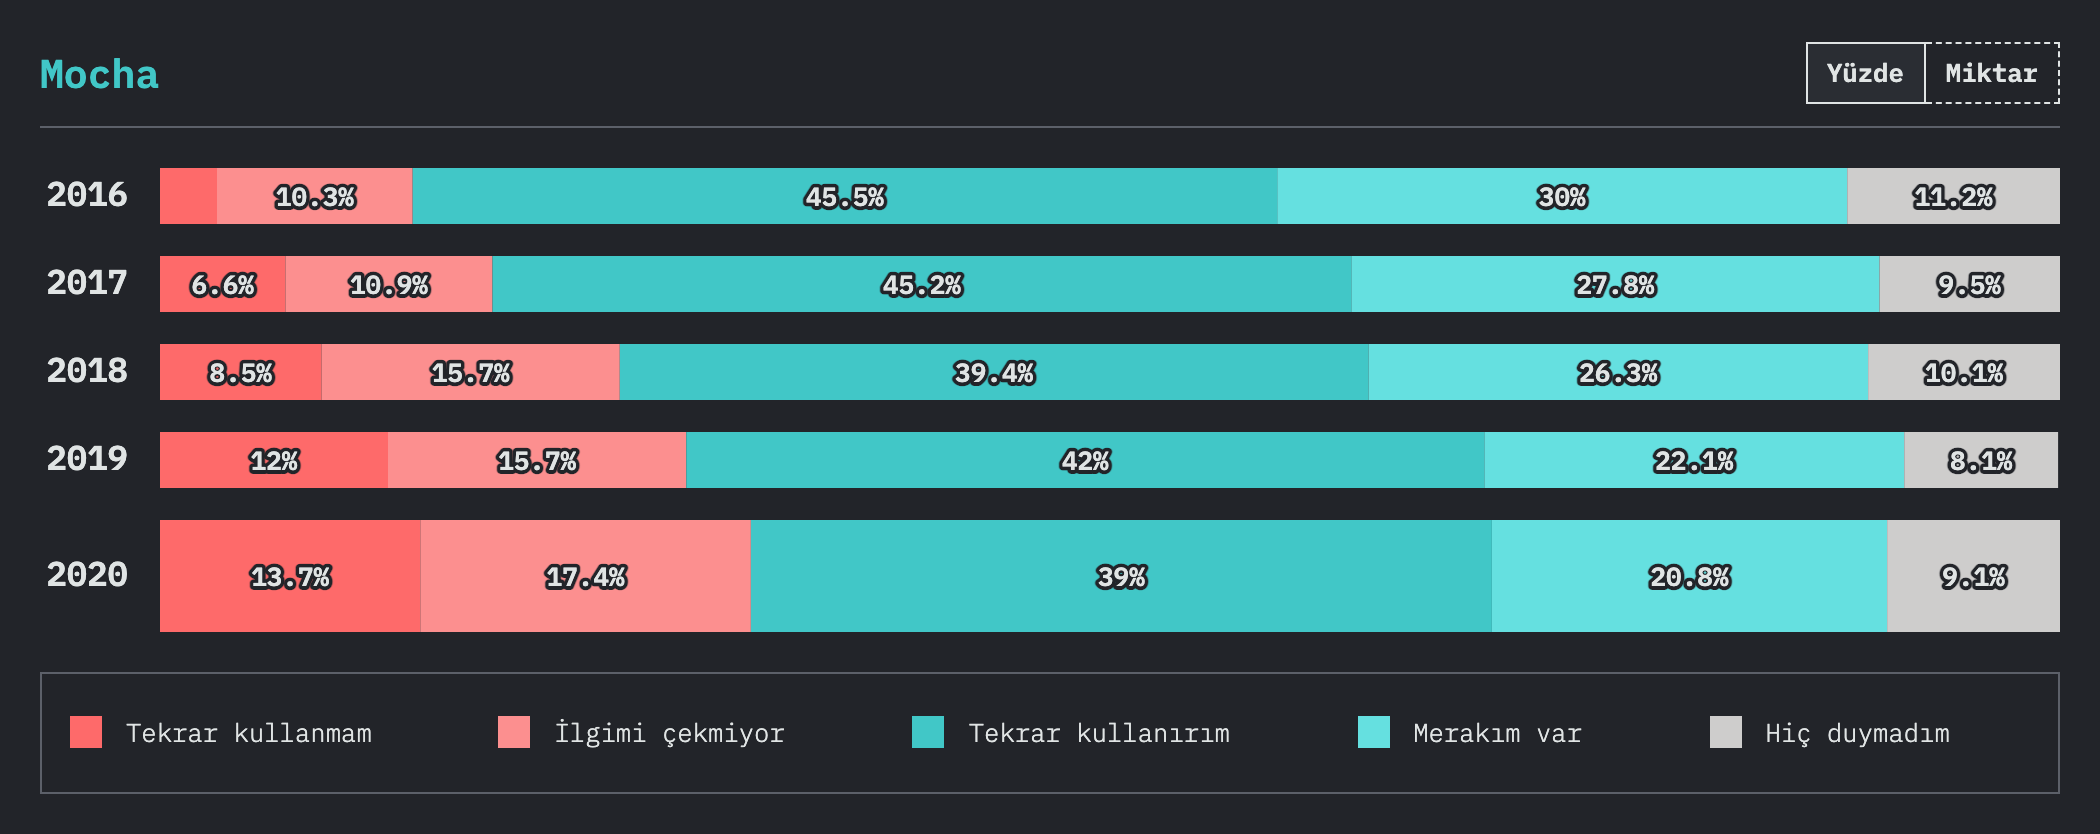 Mocha
Yüzde Miktar
2016 10.3% 45.5% 30% 11.2%
2017 6.6% 10.9% 45.2% 27.8% 9.5%
2018 8.5% 15.7% 39.4% 26.3% 10.1%
2019 12% 15.7% 42% 22.1% 8.1%
2020 13.7% 17.4% 39% 20.8% 9.1%
Tekrar kullanmam İlgimi çekmiyor Tekrar kullanırım Merakım var Hiç duymadım